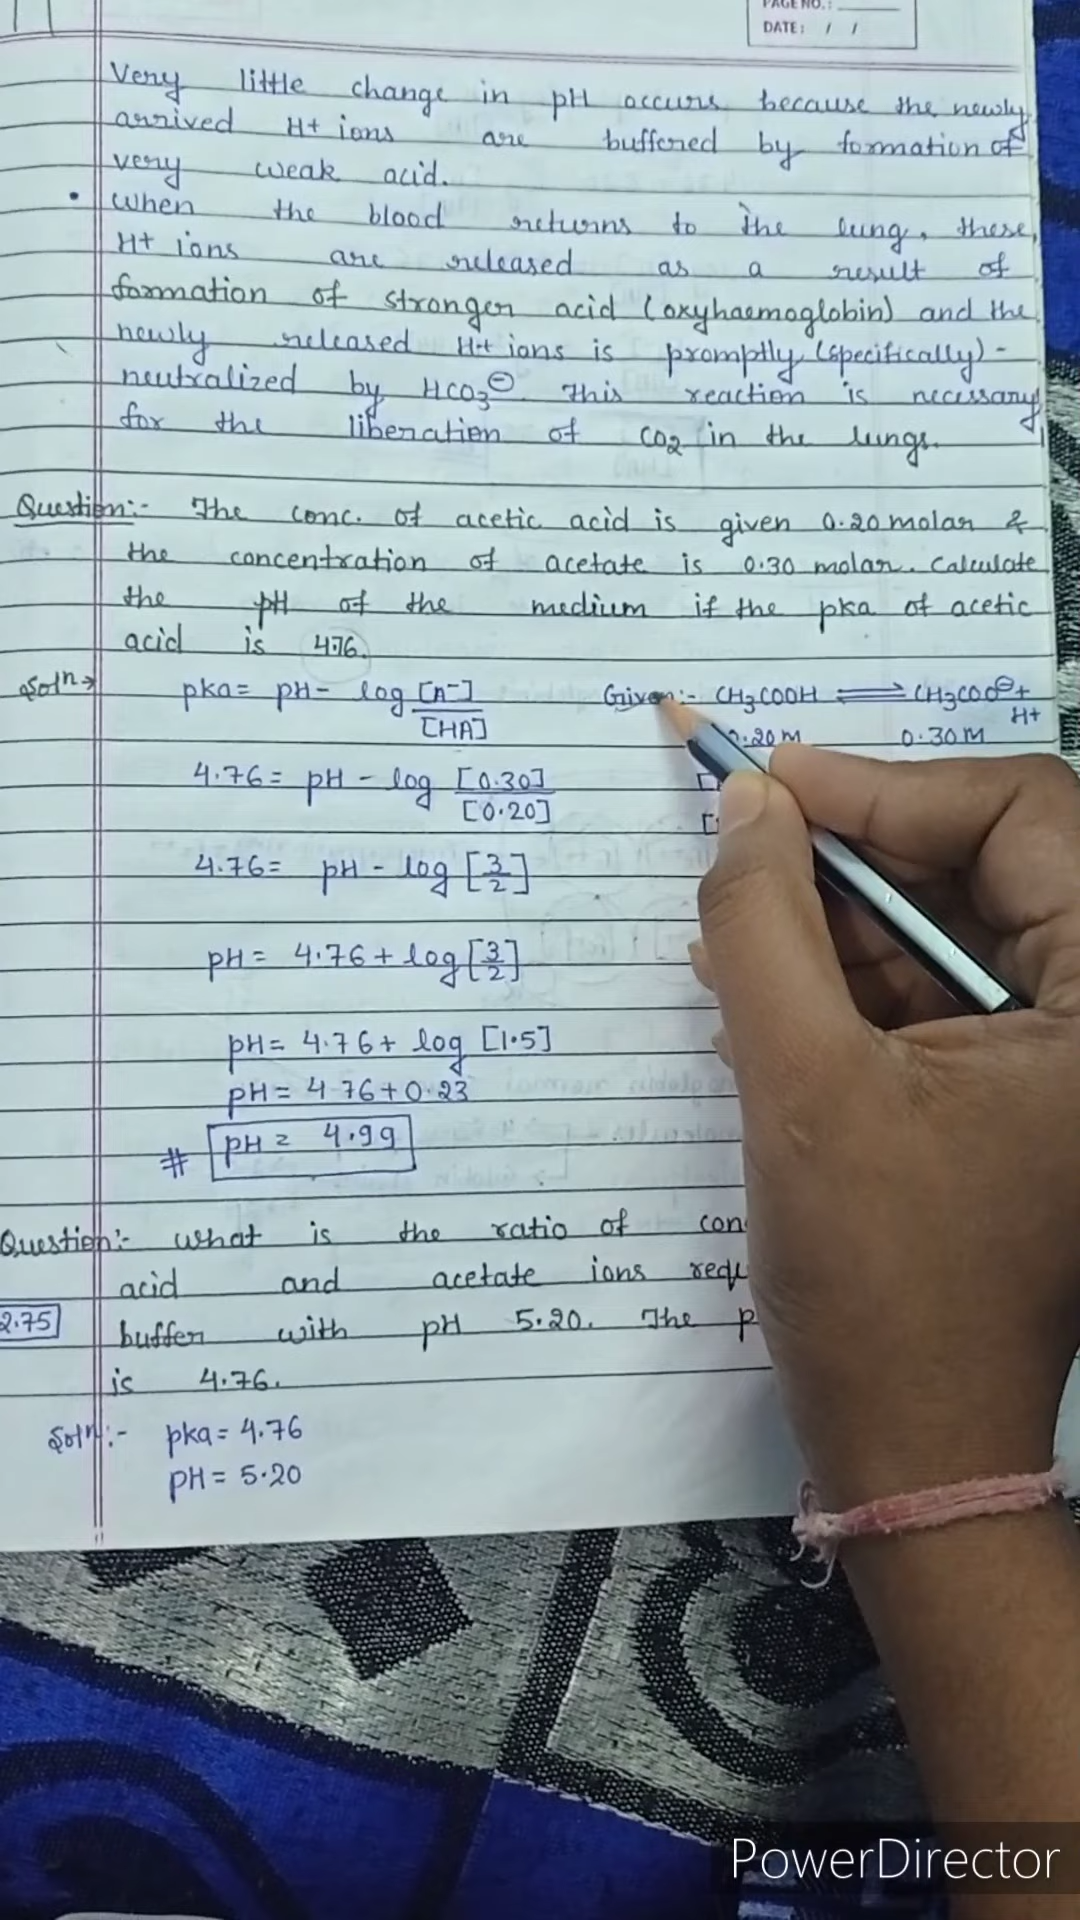 PAGE NO.:
DATE: / /
Very little change in pH occurs because the newly
arrived H+ ions are buffered by formation of
very weak acid.
• When the blood returns to the lung, these
H+ ions are released as a result of
formation of stronger acid (oxyhaemoglobin) and the
newly released H+ ions is promptly (specifically) -
neutralized by HCO3⊖. This reaction is necessary
for the liberation of CO2 in the lungs.
Question:- The conc. of acetic acid is given 0.20 molar &
the concentration of acetate is 0.30 molar. Calculate
the pH of the medium if the pka of acetic
acid is 4.76.
Solⁿ→ pka = pH - log [A⁻]/[HA] Given:- CH3COOH ⇌ CH3COO⊖ + H+
0.20M 0.30M
4.76 = pH - log [0.30]/[0.20]
4.76 = pH - log [3/2]
pH = 4.76 + log [3/2]
pH = 4.76 + log [1.5]
pH = 4.76 + 0.23
# pH = 4.99
Question:- What is the ratio of
acid and acetate ions
2.75 buffer with pH 5.20. The
is 4.76.
Solⁿ:- pka = 4.76
pH = 5.20
PowerDirector